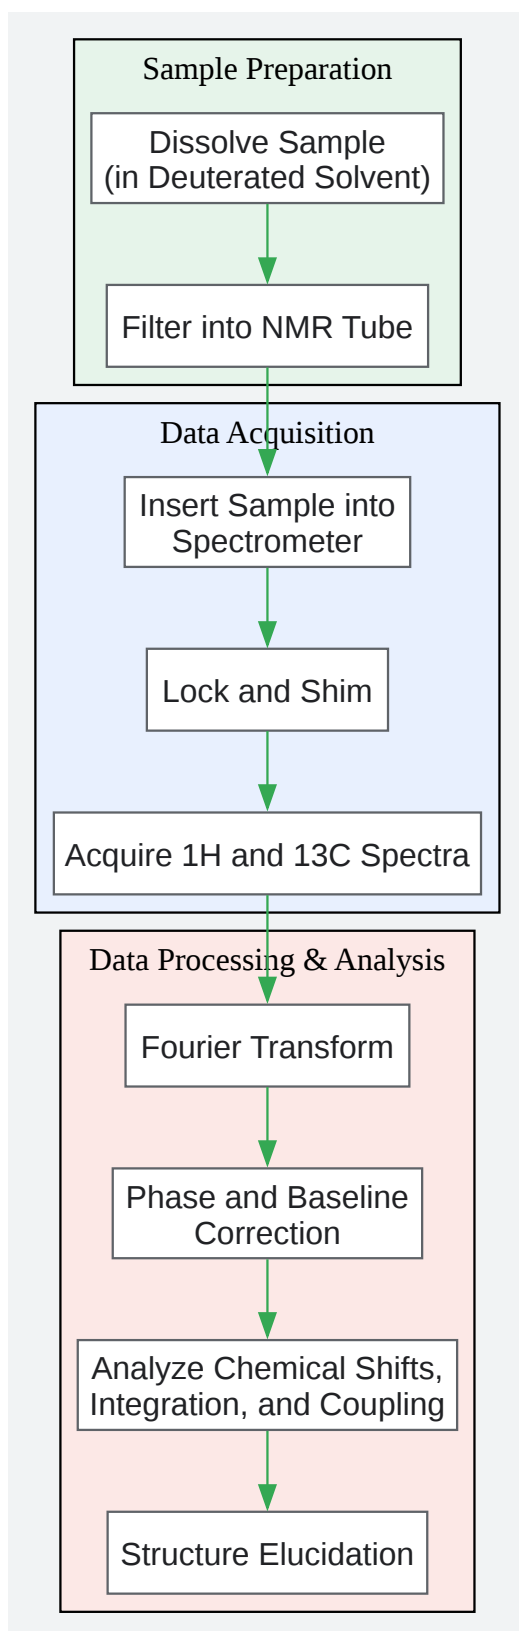 Sample Preparation
Dissolve Sample
(in Deuterated Solvent)
Filter into NMR Tube
Data Acquisition
Insert Sample into
Spectrometer
Lock and Shim
Acquire 1H and 13C Spectra
Data Processing & Analysis
Fourier Transform
Phase and Baseline
Correction
Analyze Chemical Shifts,
Integration, and Coupling
Structure Elucidation